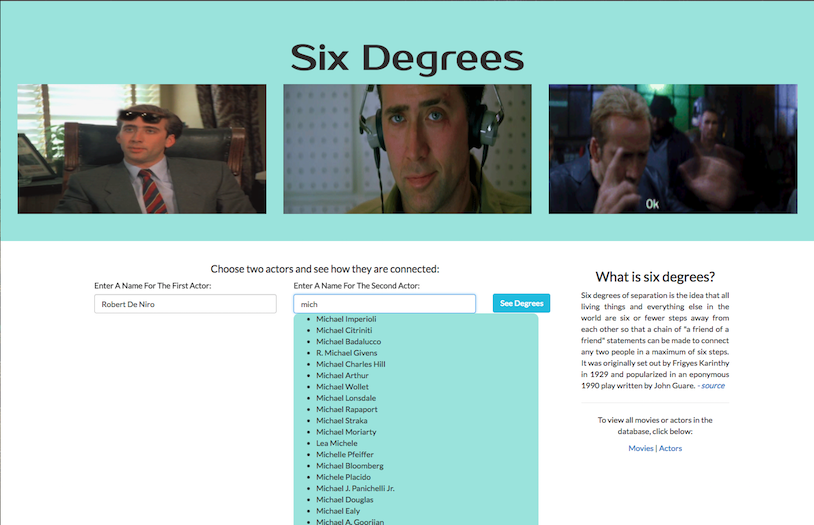 Six Degrees
Ok
Choose two actors and see how they are connected:
Enter A Name For The First Actor:
Robert De Niro
Enter A Name For The Second Actor:
mich
See Degrees
Michael Imperioli
Michael Citriniti
Michael Badalucco
R. Michael Givens
Michael Charles Hill
Michael Arthur
Michael Wollet
Michael Lonsdale
Michael Rapaport
Michael Straka
Michael Moriarty
Lea Michele
Michelle Pfeiffer
Michael Bloomberg
Michele Placido
Michael J. Panichelli Jr.
Michael Douglas
Michael Ealy
Michael A. Goorjian
What is six degrees?
Six degrees of separation is the idea that all
living things and everything else in the
world are six or fewer steps away from
each other so that a chain of "a friend of a
friend" statements can be made to connect
any two people in a maximum of six steps.
It was originally set out by Frigyes Karinthy
in 1929 and popularized in an eponymous
1990 play written by John Guare. - source
To view all movies or actors in the
database, click below:
Movies | Actors